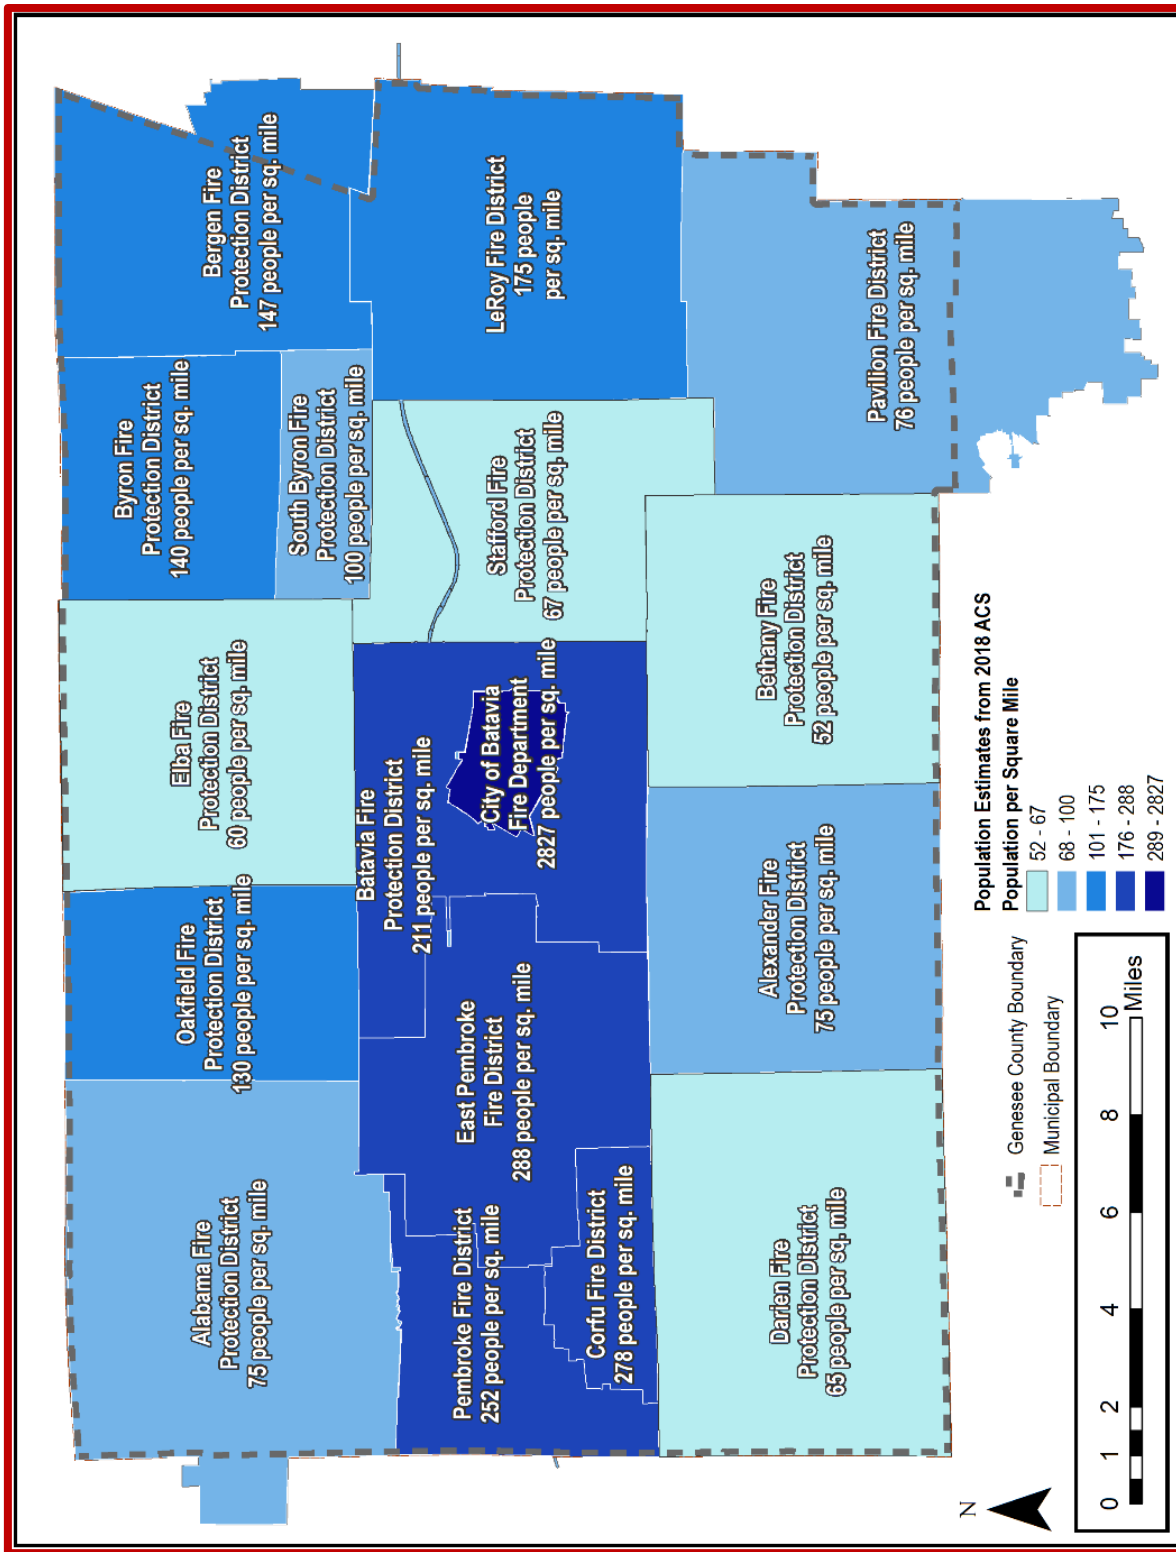 Alabama Fire
Protection District
75 people per sq. mile
Oakfield Fire
Protection District
130 people per sq. mile
Elba Fire
Protection District
60 people per sq. mile
Byron Fire
Protection District
140 people per sq. mile
South Byron Fire
Protection District
100 people per sq. mile
Bergen Fire
Protection District
147 people per sq. mile
Pembroke Fire District
252 people per sq. mile
East Pembroke
Fire District
288 people per sq. mile
Corfu Fire District
278 people per sq. mile
Batavia Fire
Protection District
211 people per sq. mile
City of Batavia
Fire Department
2827 people per sq. mile
Stafford Fire
Protection District
67 people per sq. mile
LeRoy Fire District
175 people
per sq. mile
Darien Fire
Protection District
65 people per sq. mile
Alexander Fire
Protection District
75 people per sq. mile
Bethany Fire
Protection District
52 people per sq. mile
Pavilion Fire District
76 people per sq. mile
N
0 1 2 4 6 8 10
Miles
Genesee County Boundary
Municipal Boundary
Population Estimates from 2018 ACS
Population per Square Mile
52 - 67
68 - 100
101 - 175
176 - 288
289 - 2827